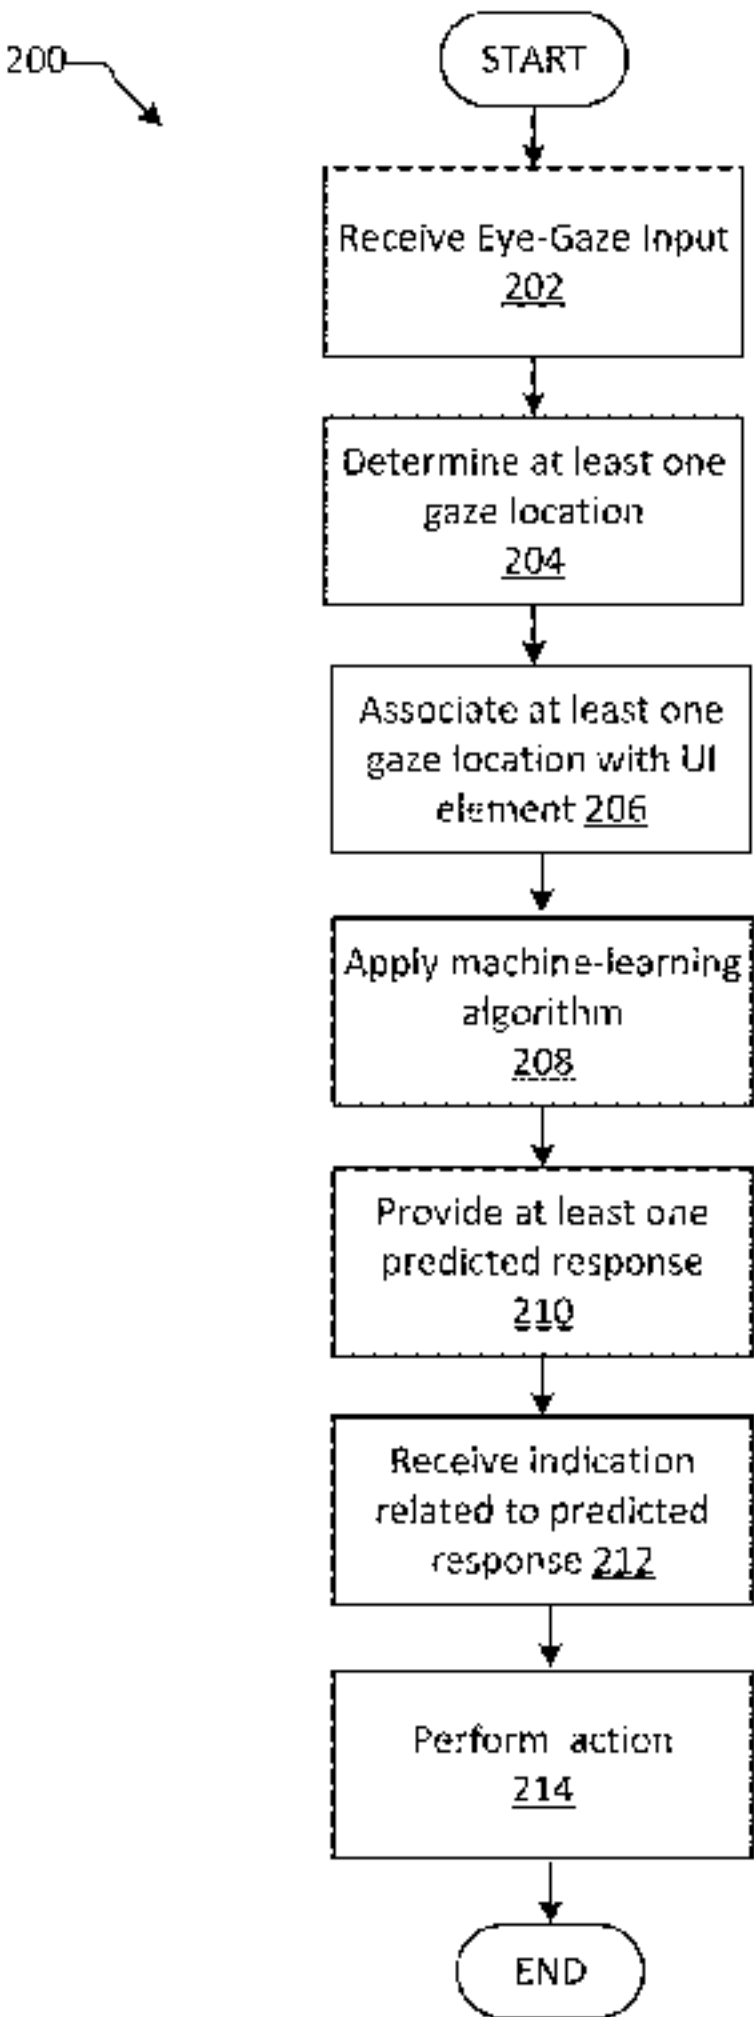 200
START
Receive Eye-Gaze Input
202
Determine at least one
gaze location
204
Associate at least one
gaze location with UI
element 206
Apply machine-learning
algorithm
208
Provide at least one
predicted response
210
Receive indication
related to predicted
response 212
Perform action
214
END